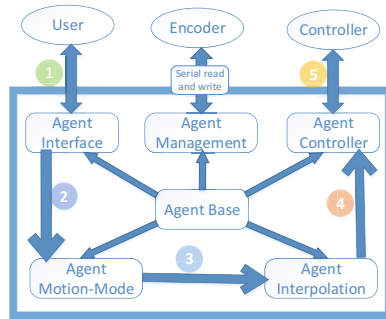 User
Encoder
Controller
1
Serial read
and write
5
Agent
Interface
Agent
Management
Agent
Controller
2
Agent Base
4
3
Agent
Motion-Mode
Agent
Interpolation